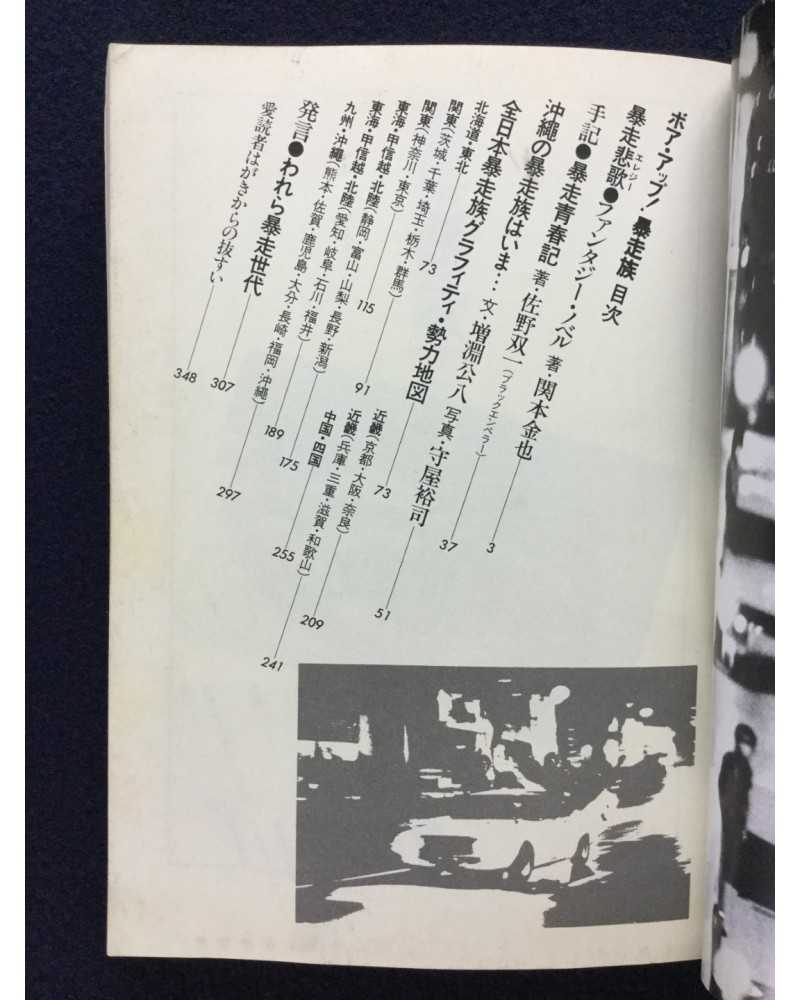 ボア・アップ！暴走族 目次
暴走悲歌●ファンタジー・ノベル 著・関本金也 3
エレジー
手記●暴走青春記 著・佐野双一(ブラックエンペラー) 37
沖縄の暴走族はいま… 文・増淵公八 写真・守屋裕司 51
全日本暴走族グラフィティ・勢力地図 73
北海道・東北 73
関東(茨城・千葉・埼玉・栃木・群馬) 91
関東(神奈川・東京) 115
東海・甲信越・北陸(静岡・富山・山梨・長野・新潟) 175
東海・甲信越・北陸(愛知・岐阜・石川・福井) 189
近畿(京都・大阪・奈良) 209
近畿(兵庫・三重・滋賀・和歌山) 241
中国・四国 255
九州・沖縄(熊本・佐賀・鹿児島・大分・長崎・福岡・沖縄) 297
発言●われら暴走世代 307
愛読者はがきからの抜すい 348